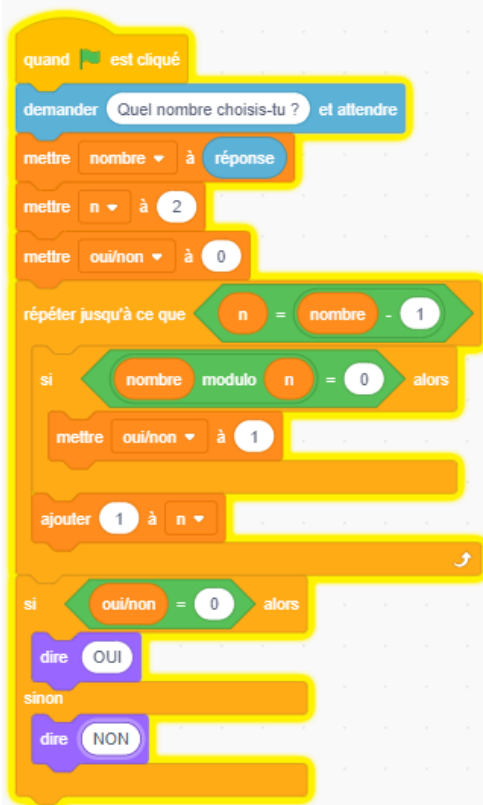 quand est cliqué
demander Quel nombre choisis-tu ? et attendre
mettre nombre à réponse
mettre n à 2
mettre oui/non à 0
répéter jusqu'à ce que n = nombre - 1
si nombre modulo n = 0 alors
mettre oui/non à 1
ajouter 1 à n
si oui/non = 0 alors
dire OUI
sinon
dire NON